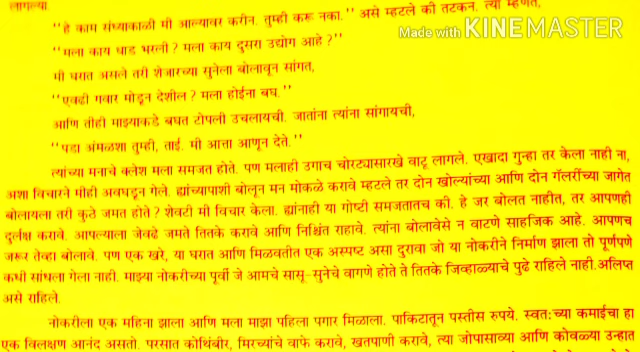 लागल्या
"हे काम संध्याकाळी मी आल्यावर करीन. तुम्ही करू नका." असे म्हटले की तटकन. त्या म्हणत,
Made with KINEMASTER
"मला काय धाड भरली? मला काय दुसरा उद्योग आहे?"
मी घरात असले तरी शेजारच्या सुनेला बोलावून सांगत,
"एवढी गवार मोडून देशील? मला होईना बघ."
आणि तीही माझ्याकडे बघत टोपली उचलायची. जाताना त्यांना सांगायची,
"पडा अंमळशा तुम्ही, ताई. मी आत्ता आणून देते."
त्यांच्या मनाचे क्लेश मला समजत होते. पण मलाही उगाच चोरट्यासारखे वाटू लागले. एखादा गुन्हा तर केला नाही ना,
अशा विचाराने मीही अवघडून गेले. ह्यांच्यापाशी बोलून मन मोकळे करावे म्हटले तर दोन खोल्यांच्या आणि दोन गॅलरींच्या जागेत
बोलायला तरी कुठे जमत होते? शेवटी मी विचार केला. ह्यांनाही या गोष्टी समजतातच की. हे जर बोलत नाहीत, तर आपणही
दुर्लक्ष करावे. आपल्याला जेवढे जमते तितके करावे आणि निश्चिंत राहावे. त्यांना बोलावेसे न वाटणे साहजिक आहे. आपणच
जरूर तेव्हा बोलावे. पण एक खरे, या घरात आणि मिळवतीत एक अस्पष्ट असा दुरावा जो या नोकरीने निर्माण झाला तो पूर्णपणे
कधी सांधला गेला नाही. माझ्या नोकरीच्या पूर्वी जे आमचे सासू-सुनेचे वागणे होते ते तितके जिव्हाळ्याचे पुढे राहिले नाही. अलिप्त
असे राहिले.
नोकरीला एक महिना झाला आणि मला माझा पहिला पगार मिळाला. पाकिटातून पस्तीस रुपये. स्वतःच्या कमाईचा हा
एक विलक्षण आनंद असतो. परसात कोथिंबीर, मिरच्यांचे वाफे करावे, खतपाणी करावे, त्या जोपासाव्या आणि कोवळ्या उन्हात